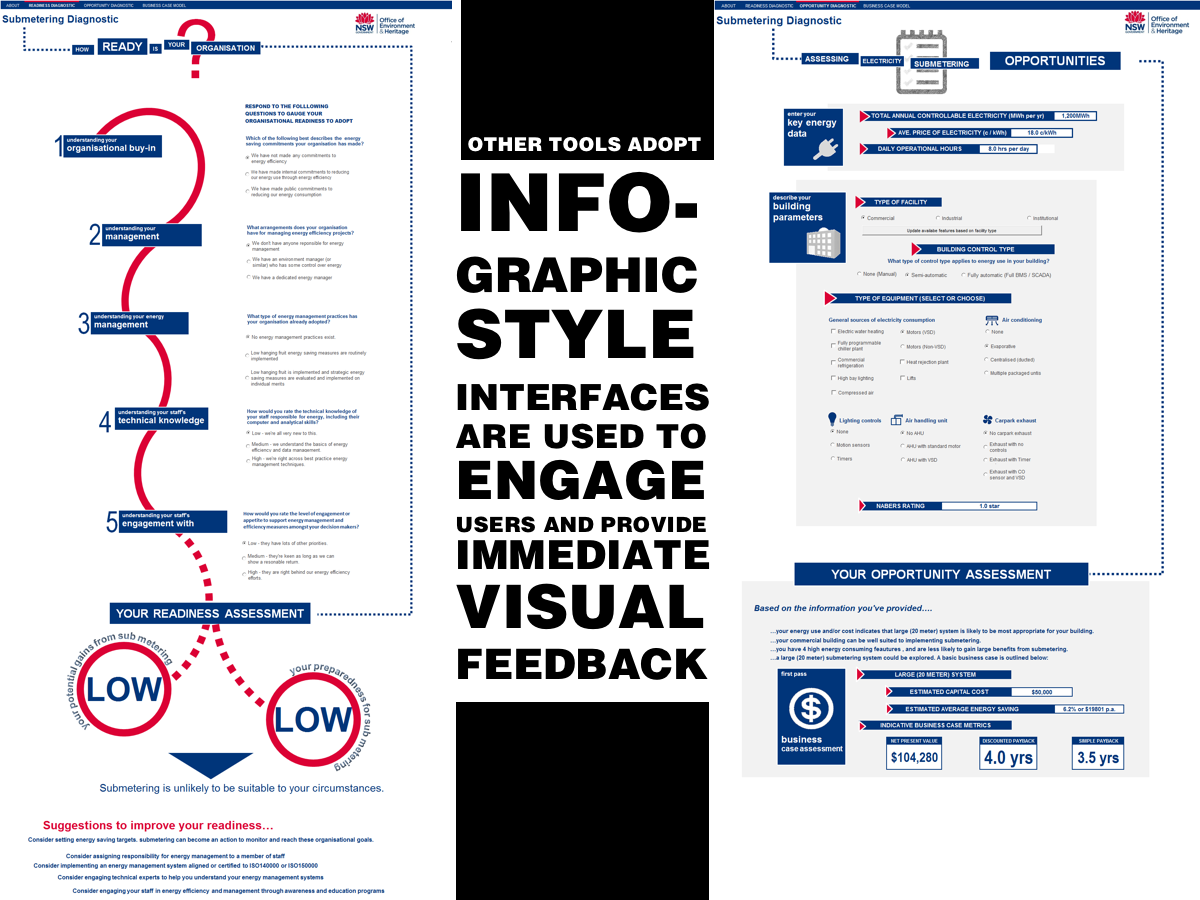 ABOUT READINESS DIAGNOSTIC OPPORTUNITY DIAGNOSTIC BUSINESS CASE MODEL
Submetering Diagnostic
NSW
GOVERNMENT
Office of
Environment
& Heritage
?
HOW READY IS YOUR ORGANISATION
RESPOND TO THE FOLLLOWING
QUESTIONS TO GAUGE YOUR
ORGANISATIONAL READINESS TO ADOPT
1 understanding your
organisational buy-in
Which of the following best describes the energy
saving commitments your organisation has made?
We have not made any commitments to
energy efficiency
We have made internal commitments to reducing
our energy use through energy efficiency
We have made public commitments to
reducing our energy consumption
2 understanding your
management
What arrangements does your organisation
have for managing energy efficiency projects?
We don't have anyone responsible for energy
management
We have an environment manager (or
similar) who has some control over energy
We have a dedicated energy manager
3 understanding your energy
management
What type of energy management practices has
your organisation already adopted?
No energy management practices exist.
Low hanging fruit energy saving measures are routinely
implemented
Low hanging fruit is implemented and strategic energy
saving measures are evaluated and implemented on
individual merits
4 understanding your staff's
technical knowledge
How would you rate the technical knowledge of
your staff responsible for energy, including their
computer and analytical skills?
Low - we're all very new to this.
Medium - we understand the basics of energy
efficiency and data management
High - we're right across best practice energy
management techniques
5 understanding your staff's
engagement with
How would you rate the level of engagement or
appetite to support energy management and
efficiency measures amongst your decision makers?
Low - they have lots of other priorities.
Medium - they're keen as long as we can
show a resonable return.
High - they are right behind our energy efficiency
efforts.
YOUR READINESS ASSESSMENT
your potential gains from sub metering
LOW
your preparedness for sub metering
LOW
Submetering is unlikely to be suitable to your circumstances.
Suggestions to improve your readiness…
Consider setting energy saving targets. submetering can become an action to monitor and reach these organisational goals.
Consider assigning responsibility for energy management to a member of staff
Consider implementing an energy management system aligned or certified to ISO140000 or ISO150000
Consider engaging technical experts to help you understand your energy management systems
Consider engaging your staff in energy efficiency and management through awareness and education programs
OTHER TOOLS ADOPT
INFO-
GRAPHIC
STYLE
INTERFACES
ARE USED TO
ENGAGE
USERS AND PROVIDE
IMMEDIATE
VISUAL
FEEDBACK
ABOUT READINESS DIAGNOSTIC OPPORTUNITY DIAGNOSTIC BUSINESS CASE MODEL
Submetering Diagnostic
NSW
GOVERNMENT
Office of
Environment
& Heritage
ASSESSING ELECTRICITY SUBMETERING OPPORTUNITIES
enter your
key energy
data
TOTAL ANNUAL CONTROLLABLE ELECTRICITY (MWh per yr) 1,200MWh
AVE. PRICE OF ELECTRICITY (c / kWh) 18.0 c/kWh
DAILY OPERATIONAL HOURS 8.0 hrs per day
describe your
building
parameters
TYPE OF FACILITY
Commercial Industrial Institutional
Update available features based on facility type
BUILDING CONTROL TYPE
What type of control type applies to energy use in your building?
None (Manual) Semi-automatic Fully automatic (Full BMS / SCADA)
TYPE OF EQUIPMENT (SELECT OR CHOOSE)
General sources of electricity consumption
Electric water heating
Fully programmable
chiller plant
Commercial
refrigeration
High bay lighting
Compressed air
Motors (VSD)
Motors (Non-VSD)
Heat rejection plant
Lifts
Air conditioning
None
Evaporative
Centralised (ducted)
Multiple packaged units
Lighting controls
None
Motion sensors
Timers
Air handling unit
No AHU
AHU with standard motor
AHU with VSD
Carpark exhaust
No carpark exhaust
Exhaust with no
controls
Exhaust with Timer
Exhaust with CO
sensor and VSD
NABERS RATING 1.0 star
YOUR OPPORTUNITY ASSESSMENT
Based on the information you've provided….
…your energy use and/or cost indicates that large (20 meter) system is likely to be most appropriate for your building.
…your commercial building can be well suited to implementing submetering.
…you have 4 high energy consuming feautures , and are less likely to gain large benefits from submetering.
…a large (20 meter) submetering system could be explored. A basic business case is outlined below:
first pass
$
business
case assessment
LARGE (20 METER) SYSTEM
ESTIMATED CAPITAL COST $50,000
ESTIMATED AVERAGE ENERGY SAVING 6.2% or $19801 p.a.
INDICATIVE BUSINESS CASE METRICS
NET PRESENT VALUE
$104,280
DISCOUNTED PAYBACK
4.0 yrs
SIMPLE PAYBACK
3.5 yrs